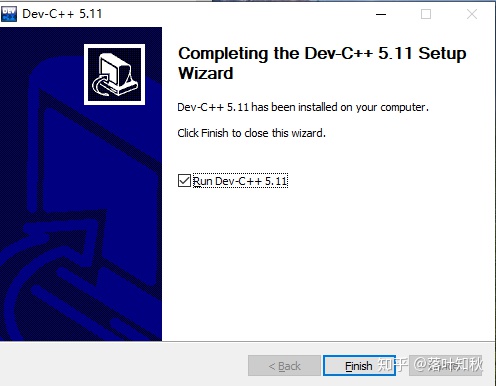 DEV
Dev-C++ 5.11
Completing the Dev-C++ 5.11 Setup
Wizard
Dev-C++ 5.11 has been installed on your computer.
Click Finish to close this wizard.
Run Dev-C++ 5.11
< Back
Finish
知乎 @落叶知秋